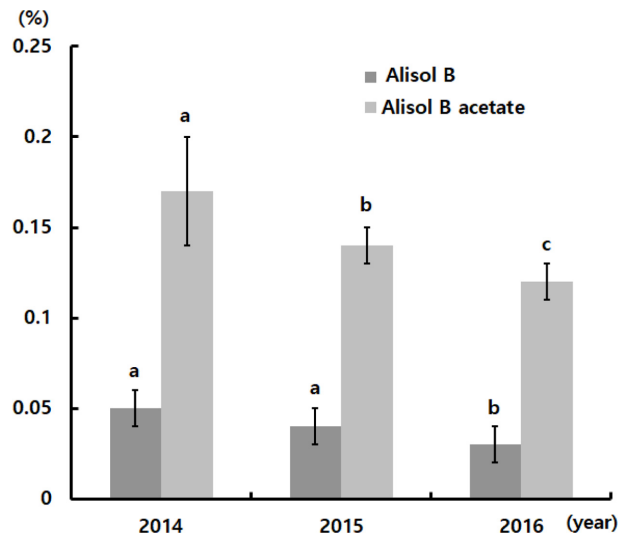 (%)
0.25
Alisol B
Alisol B acetate
a
0.2
b
0.15
c
0.1
a
a
0.05
b
0
2014
2015
2016
(year)